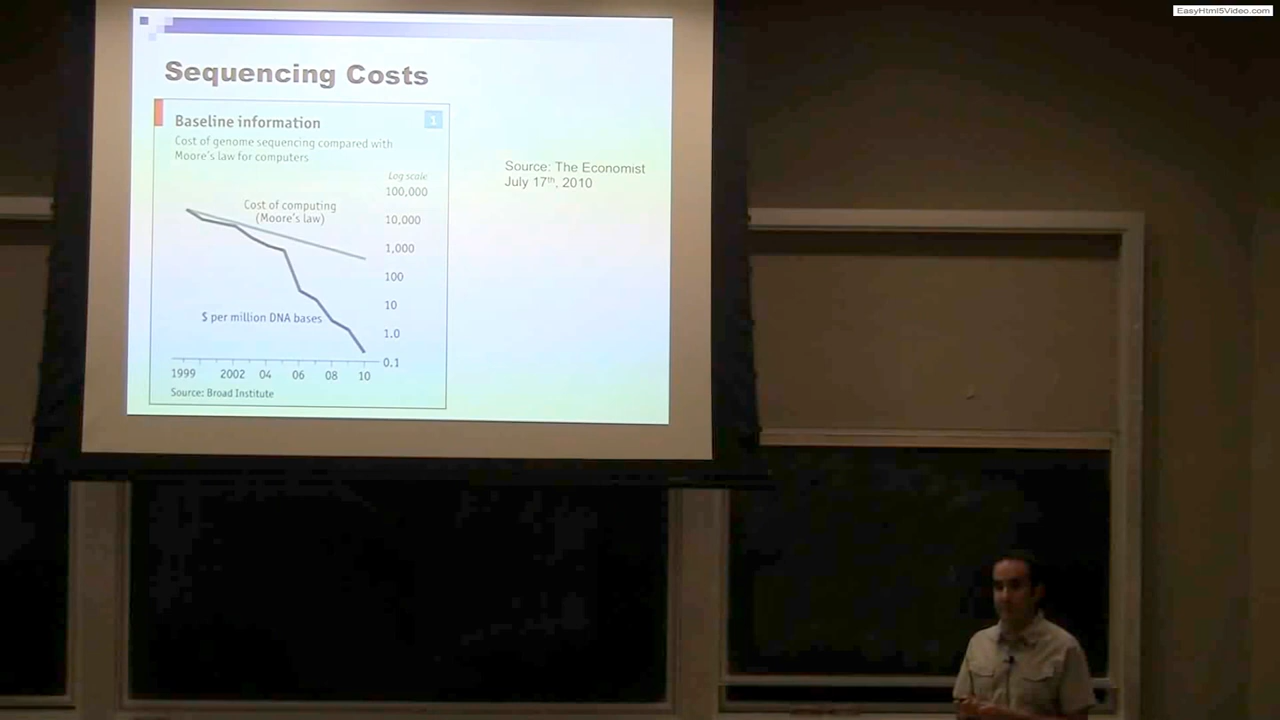 EasyHtml5Video.com
Sequencing Costs
Baseline information
1
Cost of genome sequencing compared with
Moore's law for computers
Log scale
100,000
10,000
1,000
100
10
1.0
0.1
Cost of computing
(Moore's law)
$ per million DNA bases
1999 2002 04 06 08 10
Source: Broad Institute
Source: The Economist
July 17th, 2010